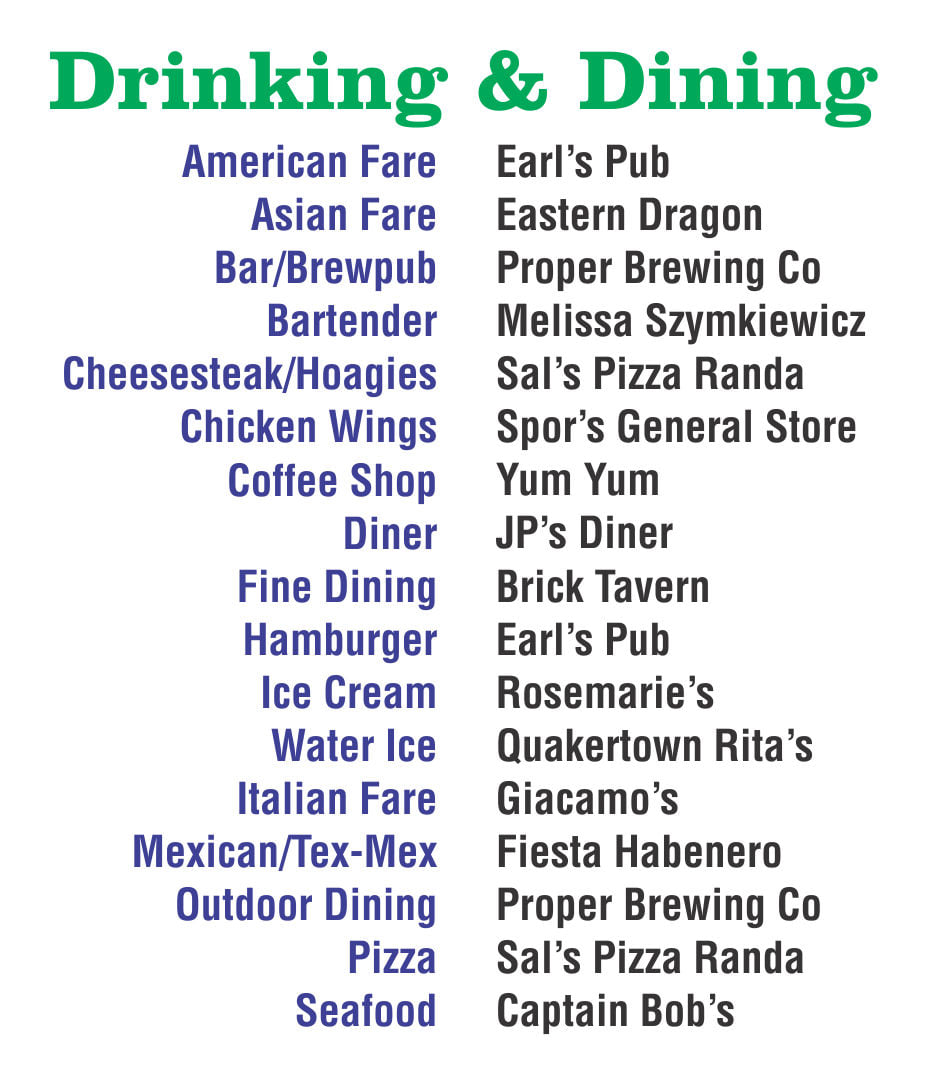 Drinking & Dining
American Fare Earl’s Pub
Asian Fare Eastern Dragon
Bar/Brewpub Proper Brewing Co
Bartender Melissa Szymkiewicz
Cheesesteak/Hoagies Sal’s Pizza Randa
Chicken Wings Spor’s General Store
Coffee Shop Yum Yum
Diner JP’s Diner
Fine Dining Brick Tavern
Hamburger Earl’s Pub
Ice Cream Rosemarie’s
Water Ice Quakertown Rita’s
Italian Fare Giacamo’s
Mexican/Tex-Mex Fiesta Habenero
Outdoor Dining Proper Brewing Co
Pizza Sal’s Pizza Randa
Seafood Captain Bob’s